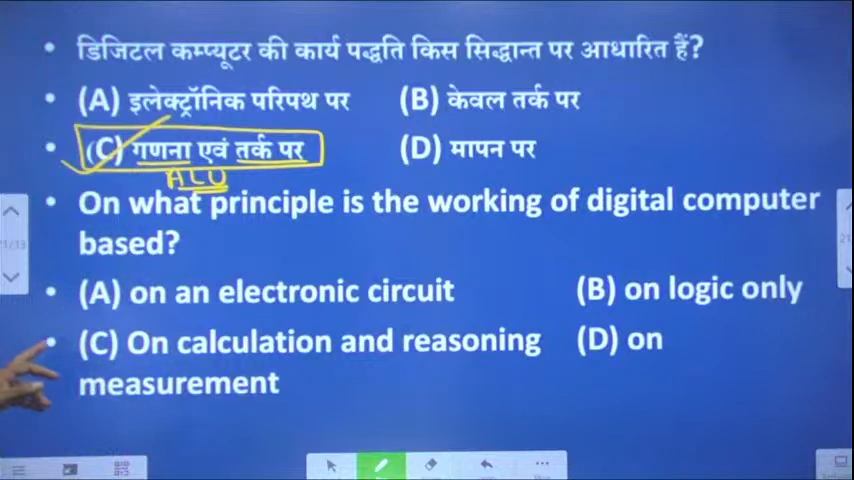 • डिजिटल कम्प्यूटर की कार्य पद्धति किस सिद्धान्त पर आधारित हैं?
• (A) इलेक्ट्रॉनिक परिपथ पर (B) केवल तर्क पर
• (C) गणना एवं तर्क पर (D) मापन पर
ALU
• On what principle is the working of digital computer
based?
• (A) on an electronic circuit (B) on logic only
• (C) On calculation and reasoning (D) on
measurement